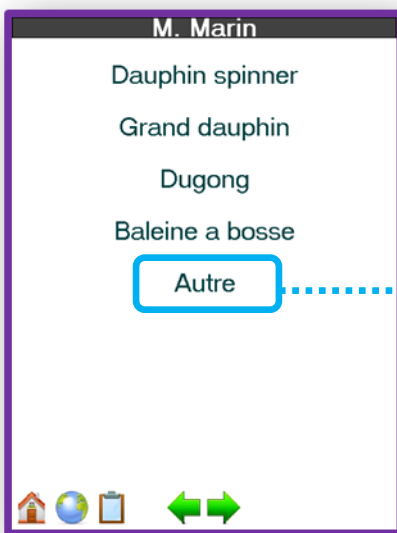 M. Marin
Dauphin spinner
Grand dauphin
Dugong
Baleine a bosse
Autre